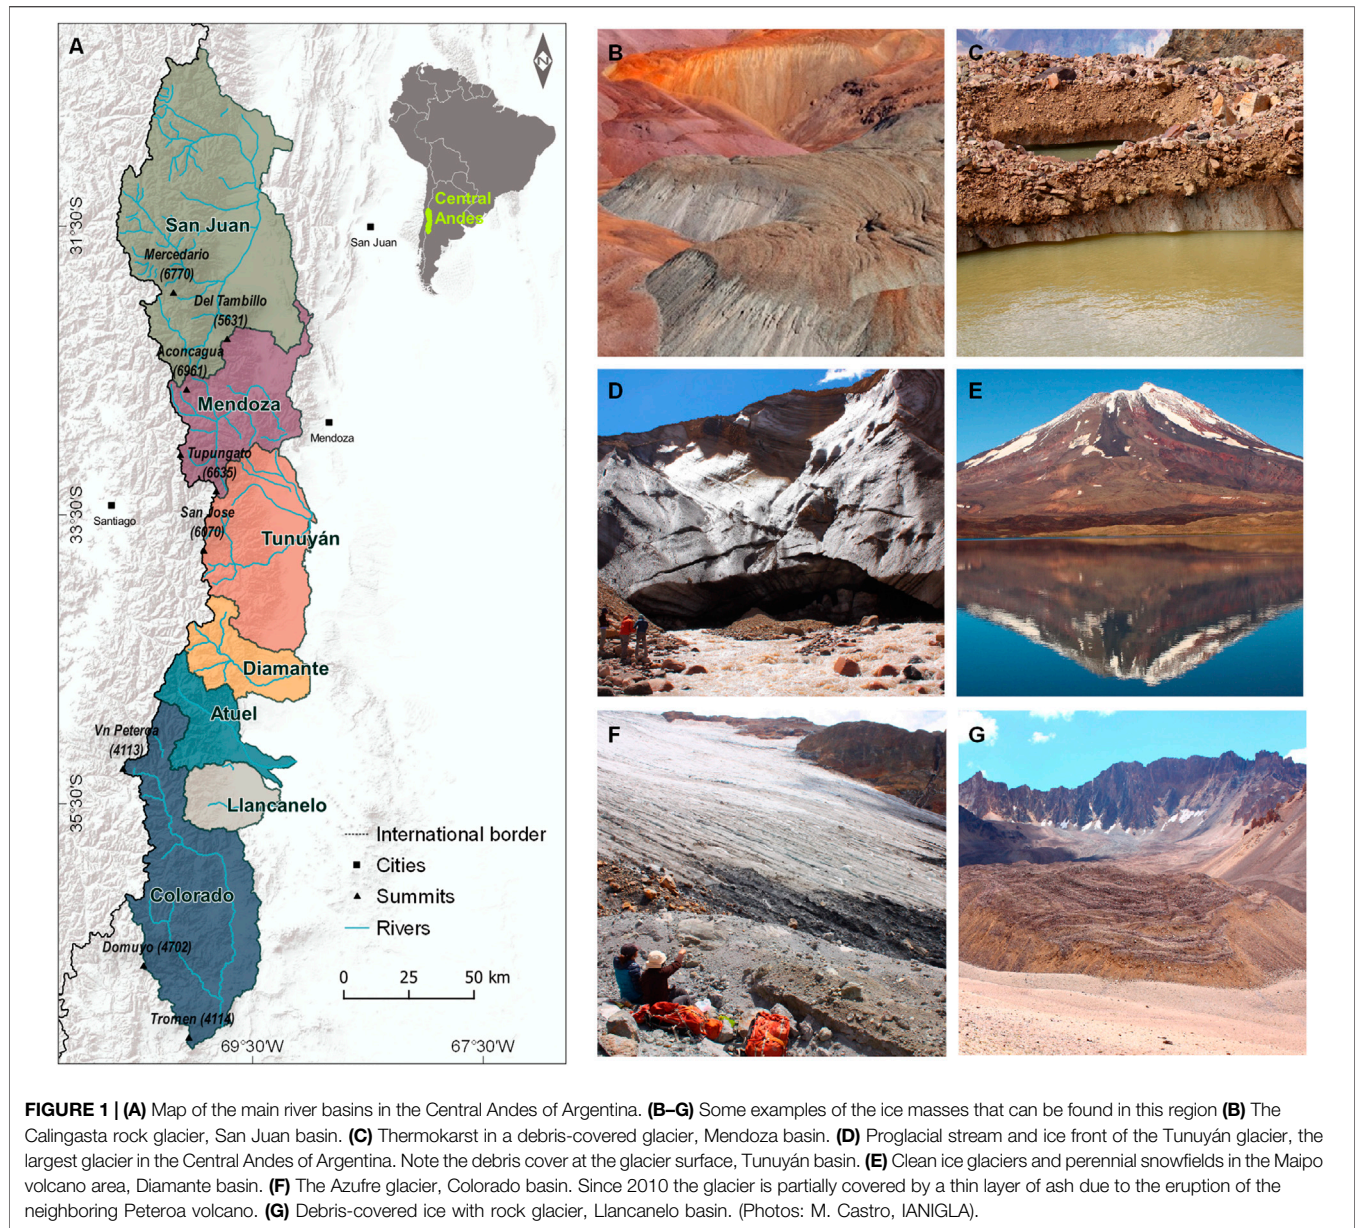 A
N
Central
Andes
San Juan
San Juan
Mercedario
(6770)
Del Tambillo
(5631)
Aconcagua
(6961)
Mendoza
Mendoza
Tupungato
(6635)
San Jose
(6070)
Santiago
Tunuyán
Diamante
Atuel
Vn Peteroa
(4113)
Llancanelo
International border
Cities
Summits
Rivers
Colorado
Domuyo (4702)
0 25 50 km
Tromen (4114)
31°30'S
33°30'S
35°30'S
69°30'W 67°30'W
B
C
D
E
F
G
FIGURE 1 | (A) Map of the main river basins in the Central Andes of Argentina. (B–G) Some examples of the ice masses that can be found in this region (B) The
Calingasta rock glacier, San Juan basin. (C) Thermokarst in a debris-covered glacier, Mendoza basin. (D) Proglacial stream and ice front of the Tunuyán glacier, the
largest glacier in the Central Andes of Argentina. Note the debris cover at the glacier surface, Tunuyán basin. (E) Clean ice glaciers and perennial snowfields in the Maipo
volcano area, Diamante basin. (F) The Azufre glacier, Colorado basin. Since 2010 the glacier is partially covered by a thin layer of ash due to the eruption of the
neighboring Peteroa volcano. (G) Debris-covered ice with rock glacier, Llancanelo basin. (Photos: M. Castro, IANIGLA).